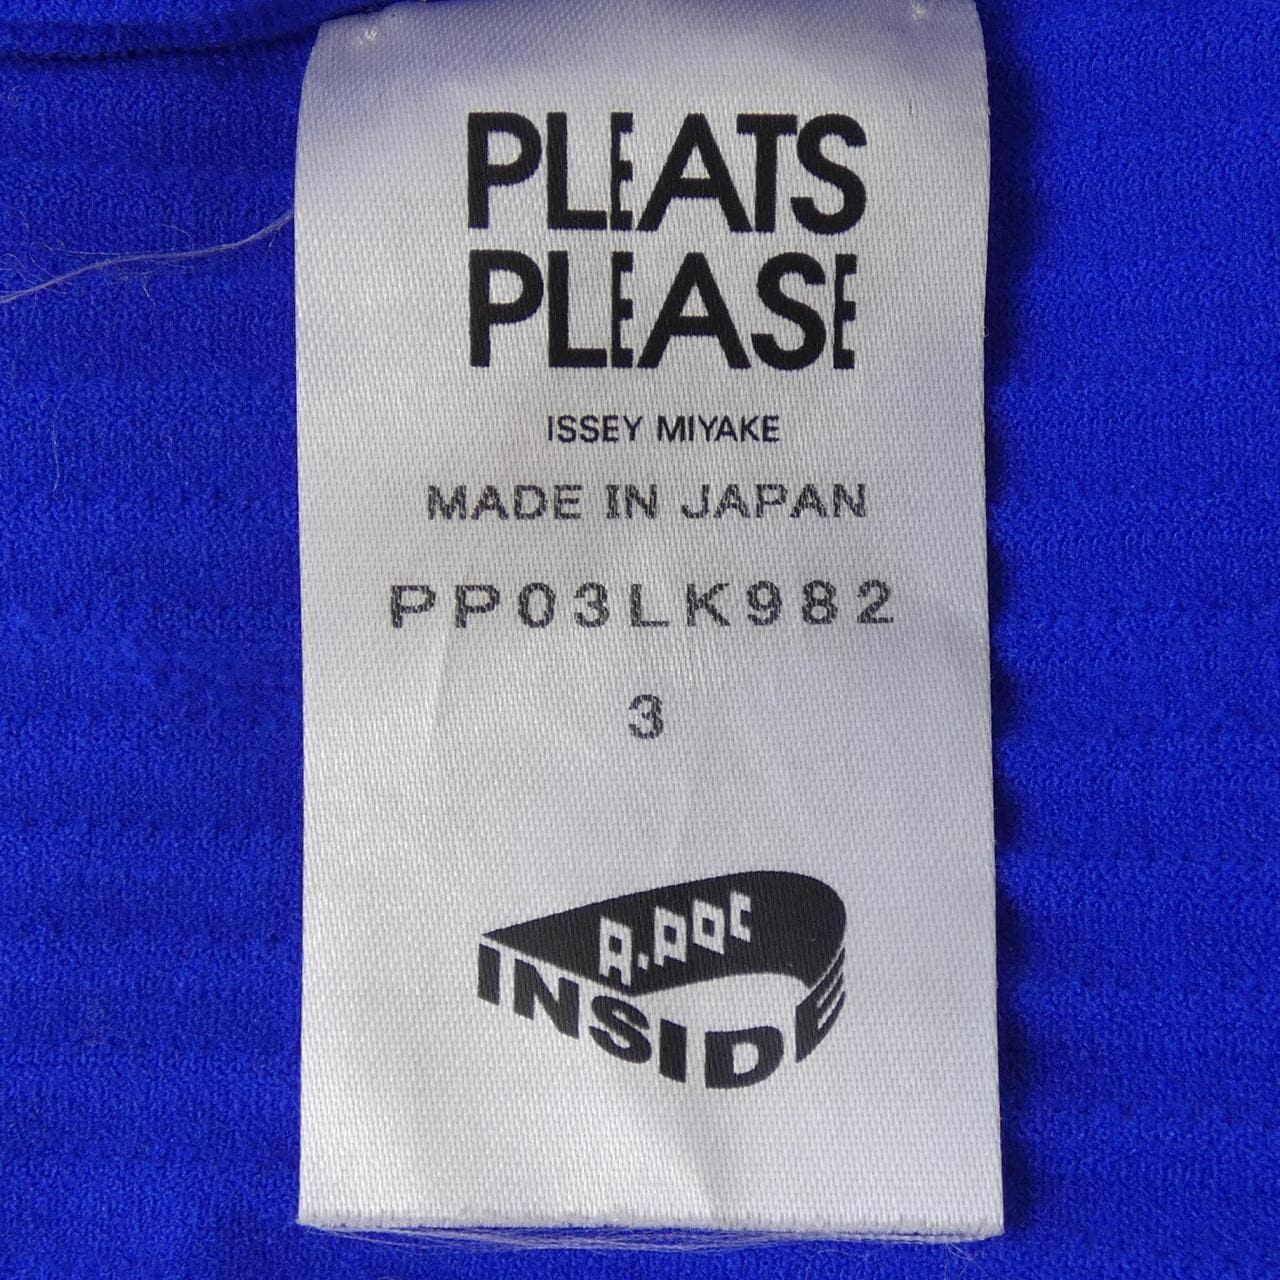 PLEATS
PLEASE
ISSEY MIYAKE
MADE IN JAPAN
PP03LK982
3
A.POC
INSIDE